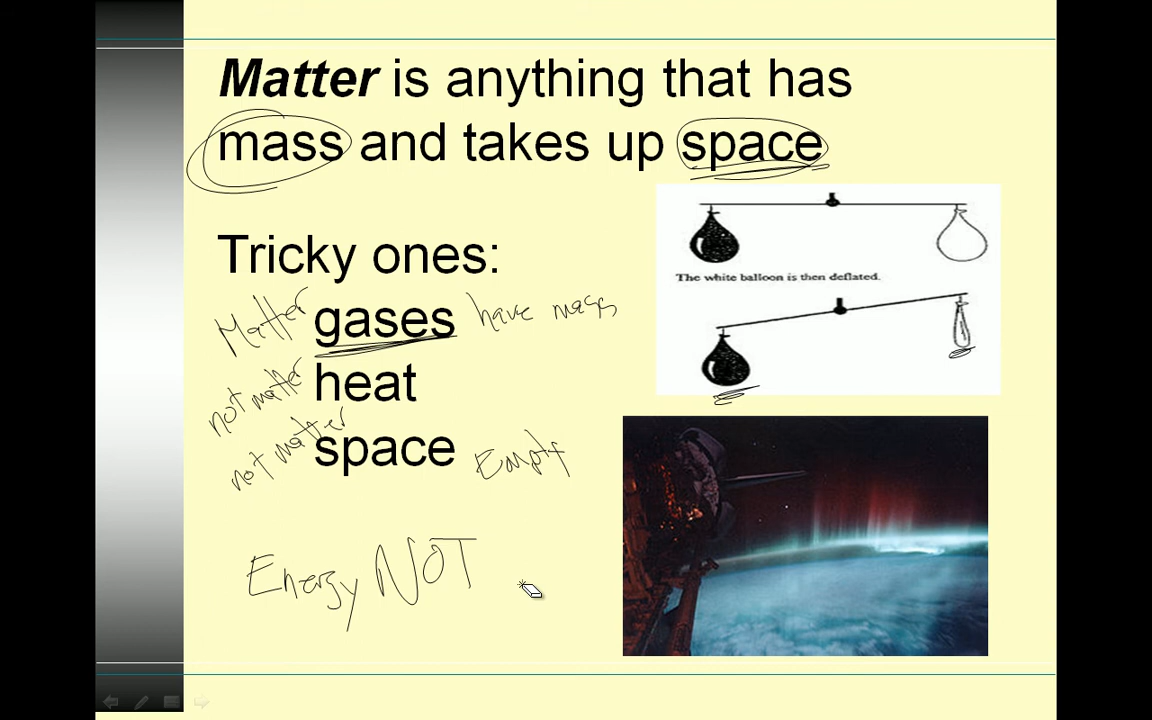 Matter is anything that has
mass and takes up space
Tricky ones:
Matter gases have mass
not matter heat
not matter space Empty
Energy NOT
The white balloon is then deflated.